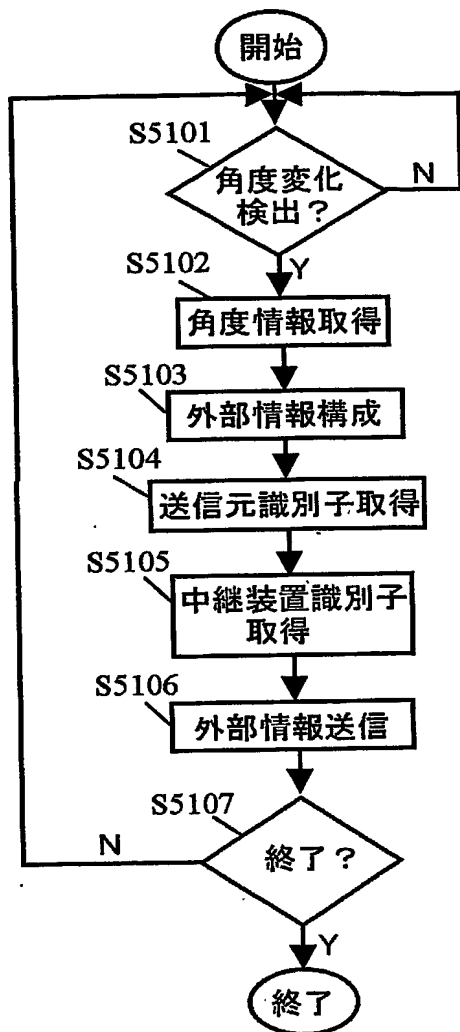 開始
S5101
角度変化
検出？
N
Y
S5102
角度情報取得
S5103
外部情報構成
S5104
送信元識別子取得
S5105
中継装置識別子
取得
S5106
外部情報送信
S5107
N
終了？
Y
終了